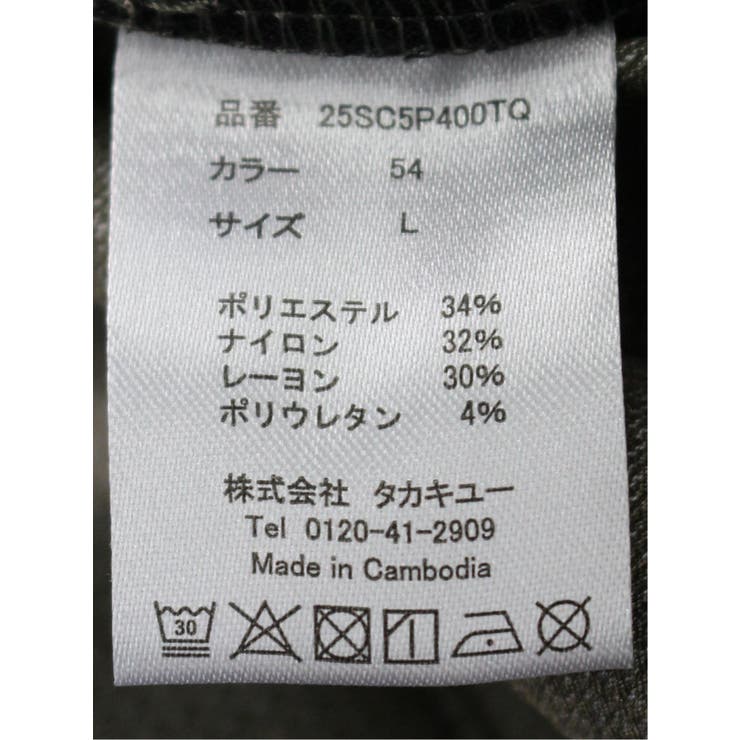 品番 25SC5P400TQ
カラー 54
サイズ L
ポリエステル 34%
ナイロン 32%
レーヨン 30%
ポリウレタン 4%
株式会社 タカキユー
Tel 0120-41-2909
Made in Cambodia
30